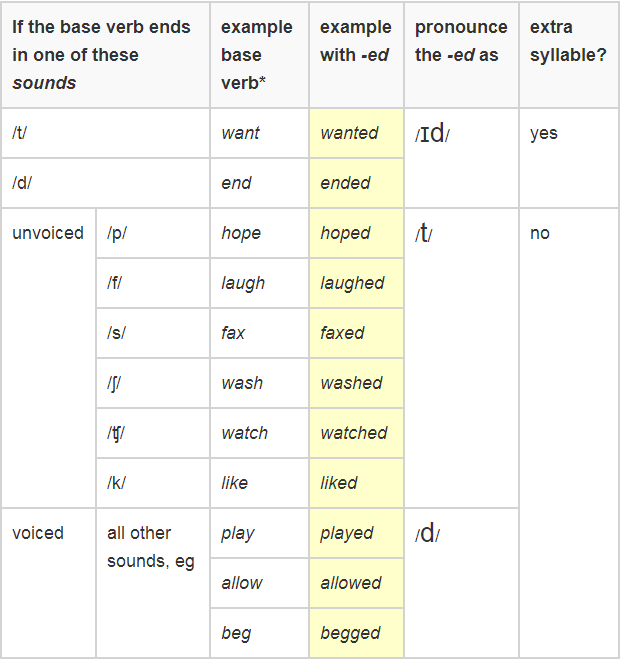 If the base verb ends in one of these sounds | example base verb* | example with -ed | pronounce the -ed as | extra syllable?
/t/ | want | wanted | /ɪd/ | yes
/d/ | end | ended
unvoiced | /p/ | hope | hoped | /t/ | no
/f/ | laugh | laughed
/s/ | fax | faxed
/ʃ/ | wash | washed
/ʧ/ | watch | watched
/k/ | like | liked
voiced | all other sounds, eg | play | played | /d/
allow | allowed
beg | begged